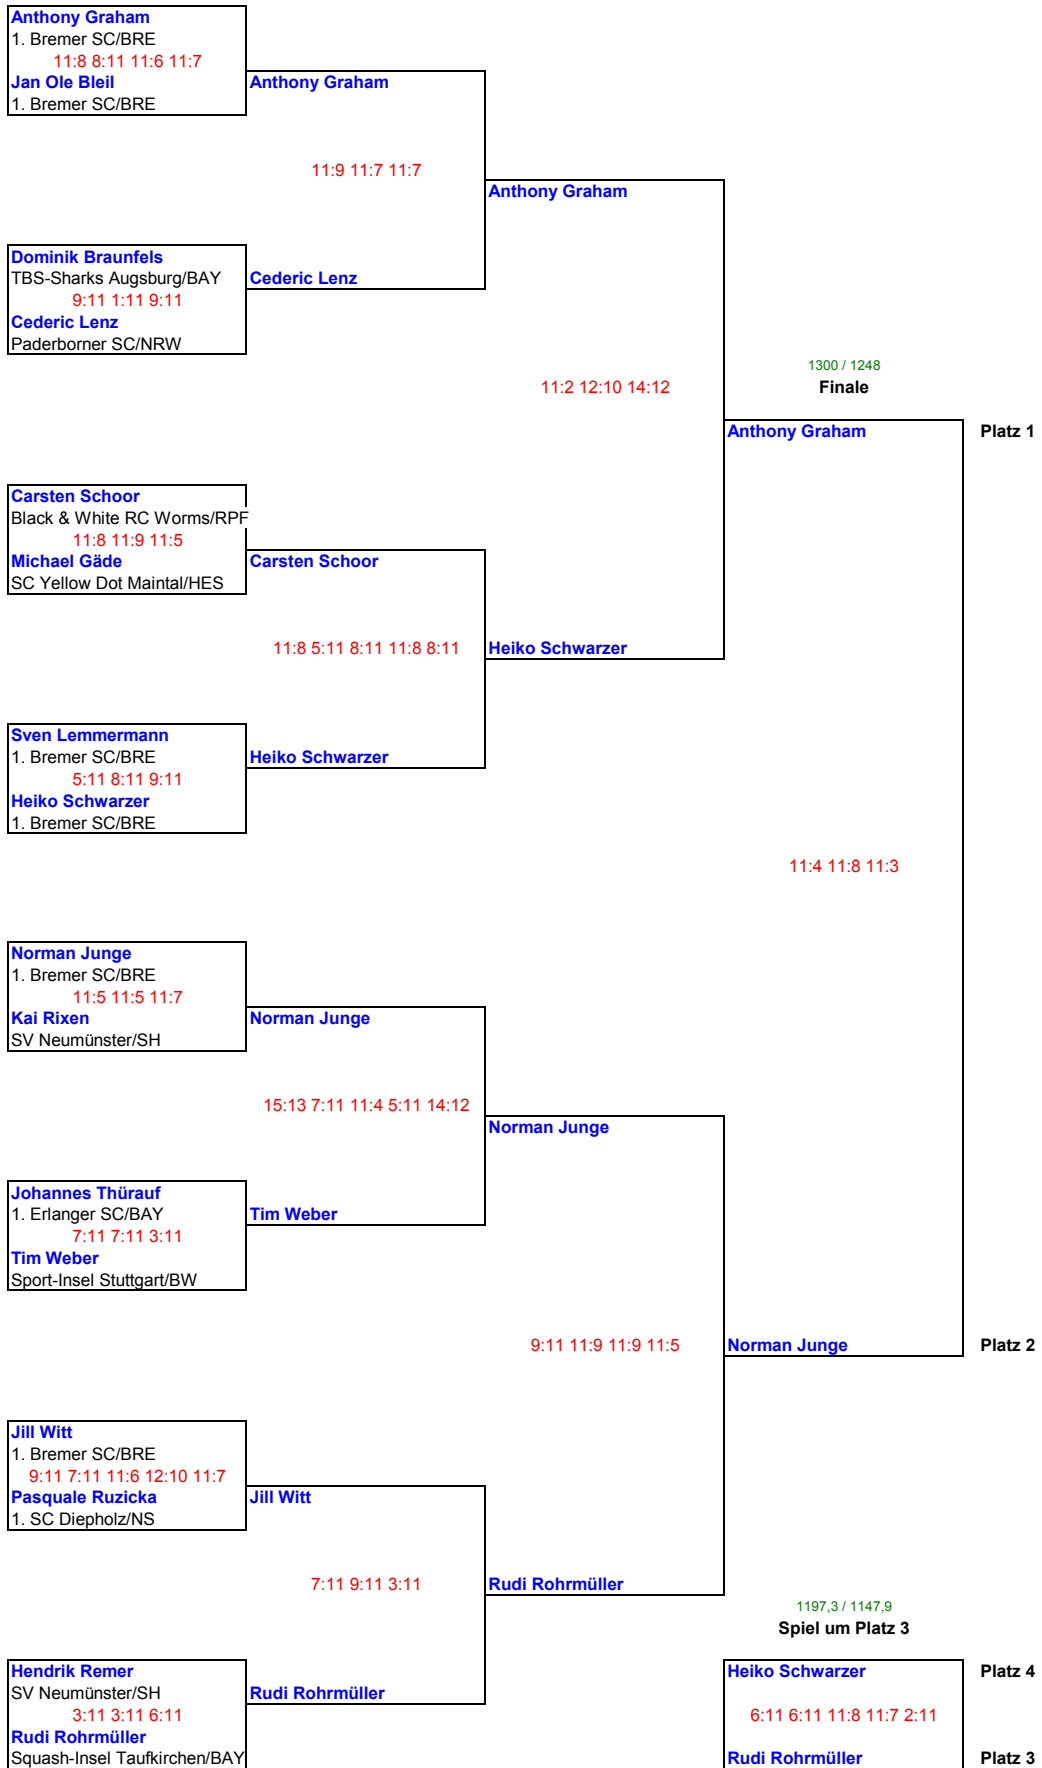 Anthony Graham
1. Bremer SC/BRE
11:8 8:11 11:6 11:7
Jan Ole Bleil
Anthony Graham
1. Bremer SC/BRE
11:9 11:7 11:7
Anthony Graham
Dominik Braunfels
TBS-Sharks Augsburg/BAY
Cederic Lenz
9:11 1:11 9:11
Cederic Lenz
Paderborner SC/NRW
1300 / 1248
11:2 12:10 14:12
Finale
Anthony Graham
Platz 1
Carsten Schoor
Black & White RC Worms/RPF
11:8 11:9 11:5
Michael Gäde
Carsten Schoor
SC Yellow Dot Maintal/HES
11:8 5:11 8:11 11:8 8:11
Heiko Schwarzer
Sven Lemmermann
1. Bremer SC/BRE
Heiko Schwarzer
5:11 8:11 9:11
Heiko Schwarzer
1. Bremer SC/BRE
11:4 11:8 11:3
Norman Junge
1. Bremer SC/BRE
11:5 11:5 11:7
Kai Rixen
Norman Junge
SV Neumünster/SH
15:13 7:11 11:4 5:11 14:12
Norman Junge
Johannes Thürauf
1. Erlanger SC/BAY
Tim Weber
7:11 7:11 3:11
Tim Weber
Sport-Insel Stuttgart/BW
9:11 11:9 11:9 11:5
Norman Junge
Platz 2
Jill Witt
1. Bremer SC/BRE
9:11 7:11 11:6 12:10 11:7
Pasquale Ruzicka
Jill Witt
1. SC Diepholz/NS
7:11 9:11 3:11
Rudi Rohrmüller
1197,3 / 1147,9
Spiel um Platz 3
Hendrik Remer
Heiko Schwarzer
Platz 4
SV Neumünster/SH
Rudi Rohrmüller
3:11 3:11 6:11
6:11 6:11 11:8 11:7 2:11
Rudi Rohrmüller
Squash-Insel Taufkirchen/BAY
Rudi Rohrmüller
Platz 3